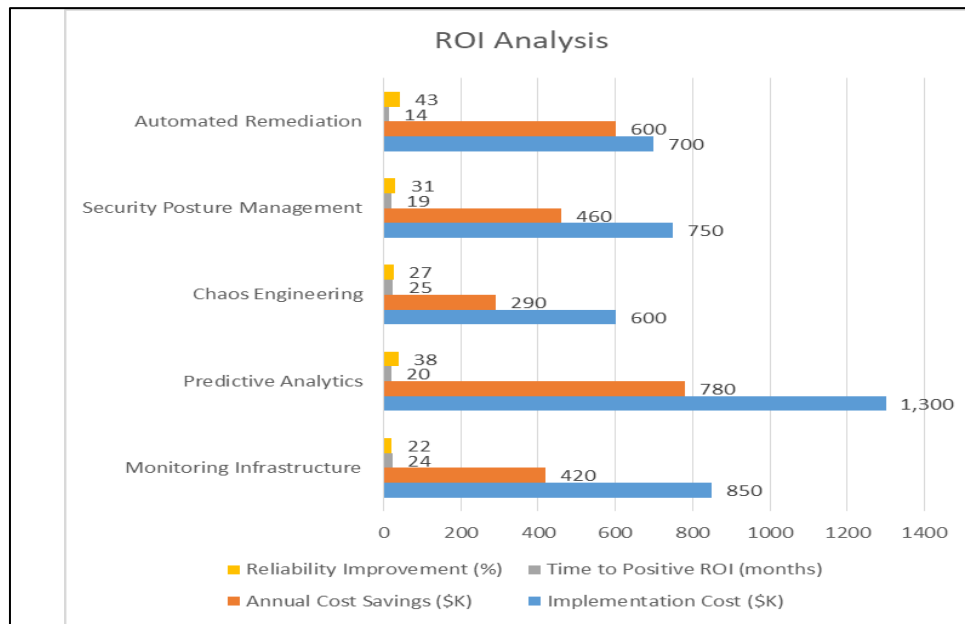 ROI Analysis
43
14
Automated Remediation
600
700
31
19
Security Posture Management
460
750
27
25
Chaos Engineering
290
600
38
20
Predictive Analytics
780
1,300
22
24
Monitoring Infrastructure
420
850
0 200 400 600 800 1000 1200 1400
Reliability Improvement (%) Time to Positive ROI (months)
Annual Cost Savings ($K) Implementation Cost ($K)